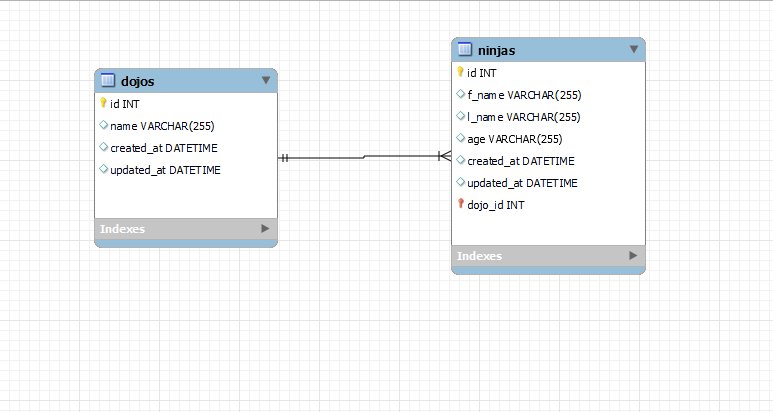 dojos
id INT
name VARCHAR(255)
created_at DATETIME
updated_at DATETIME
Indexes
ninjas
id INT
f_name VARCHAR(255)
l_name VARCHAR(255)
age VARCHAR(255)
created_at DATETIME
updated_at DATETIME
dojo_id INT
Indexes